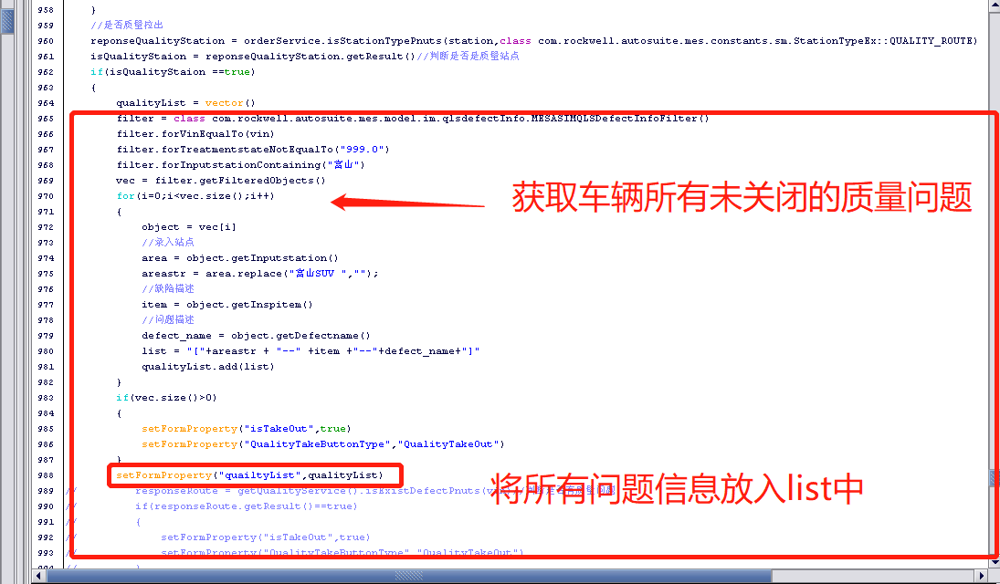 958 }
959 //是否质量拉出
960 reponseQualityStation = orderService.isStationTypePnuts(station,class com.rockwell.autosuite.mes.constants.sm.StationTypeEx::QUALITY_ROUTE)
961 isQualityStaion = reponseQualityStation.getResult()//判断是否是质量站点
962 if(isQualityStaion ==true)
963 {
964 qualityList = vector()
965 filter = class com.rockwell.autosuite.mes.model.im.qlsdefectInfo.MESASIMQLSDefectInfoFilter()
966 filter.forVinEqualTo(vin)
967 filter.forTreatmentstateNotEqualTo("999.0")
968 filter.forInputstationContaining("富山")
969 vec = filter.getFilteredObjects()
970 for(i=0;i<vec.size();i++)
获取车辆所有未关闭的质量问题
971 {
972 object = vec[i]
973 //录入站点
974 area = object.getInputstation()
975 areastr = area.replace("富山SUV ","");
976 //缺陷描述
977 item = object.getInspitem()
978 //问题描述
979 defect_name = object.getDefectname()
980 list = "["+areastr + "--" +item +"--"+defect_name+"]"
981 qualityList.add(list)
982 }
983 if(vec.size()>0)
984 {
985 setFormProperty("isTakeOut",true)
986 setFormProperty("QualityTakeButtonType","QualityTakeOut")
987 }
988 setFormProperty("quailtyList",qualityList)
将所有问题信息放入list中
989 // responseRoute = getQualityService().isExistDefectPnuts(
990 // if(responseRoute.getResult()==true)
991 // {
992 // setFormProperty("isTakeOut",true)
993 // setFormProperty("QualityTakeButtonType","QualityTakeOut")
994 // }